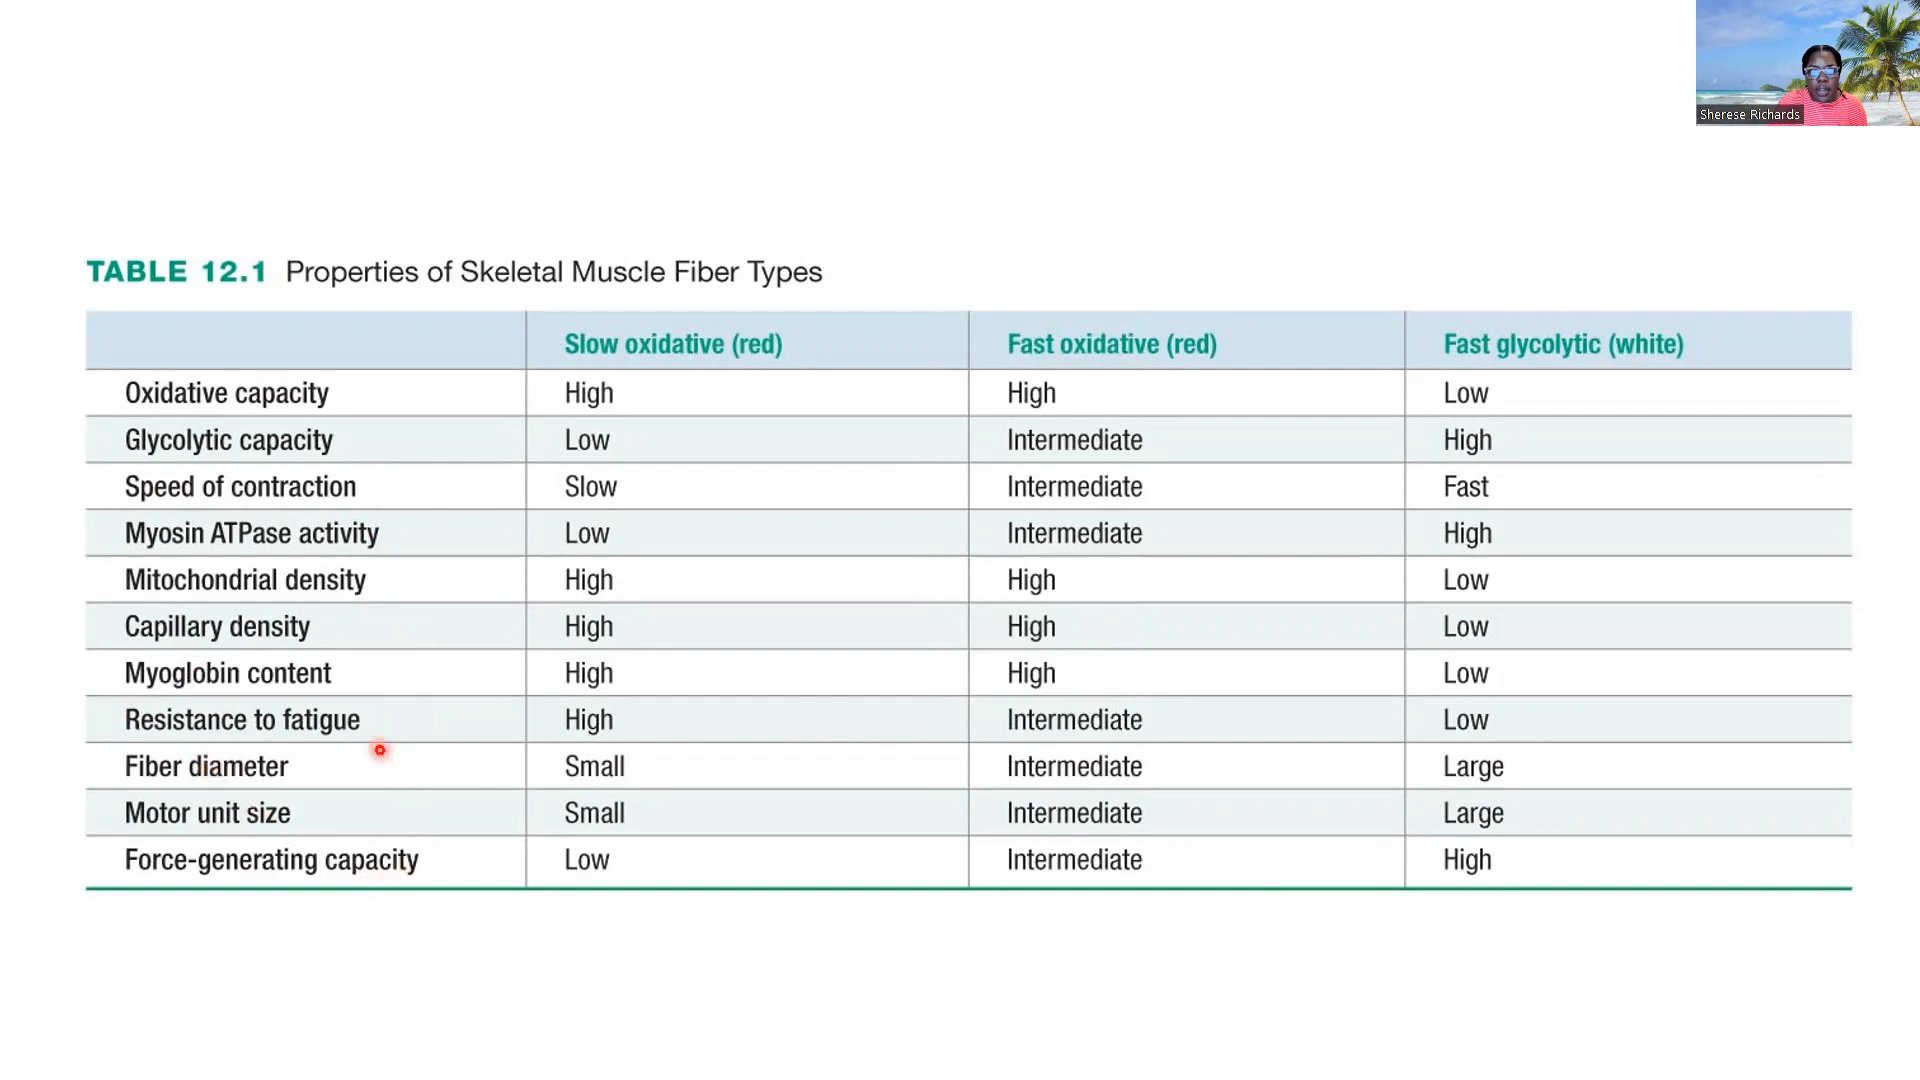 Sherese Richards
TABLE 12.1 Properties of Skeletal Muscle Fiber Types
Slow oxidative (red) Fast oxidative (red) Fast glycolytic (white)
Oxidative capacity High High Low
Glycolytic capacity Low Intermediate High
Speed of contraction Slow Intermediate Fast
Myosin ATPase activity Low Intermediate High
Mitochondrial density High High Low
Capillary density High High Low
Myoglobin content High High Low
Resistance to fatigue High Intermediate Low
Fiber diameter Small Intermediate Large
Motor unit size Small Intermediate Large
Force-generating capacity Low Intermediate High